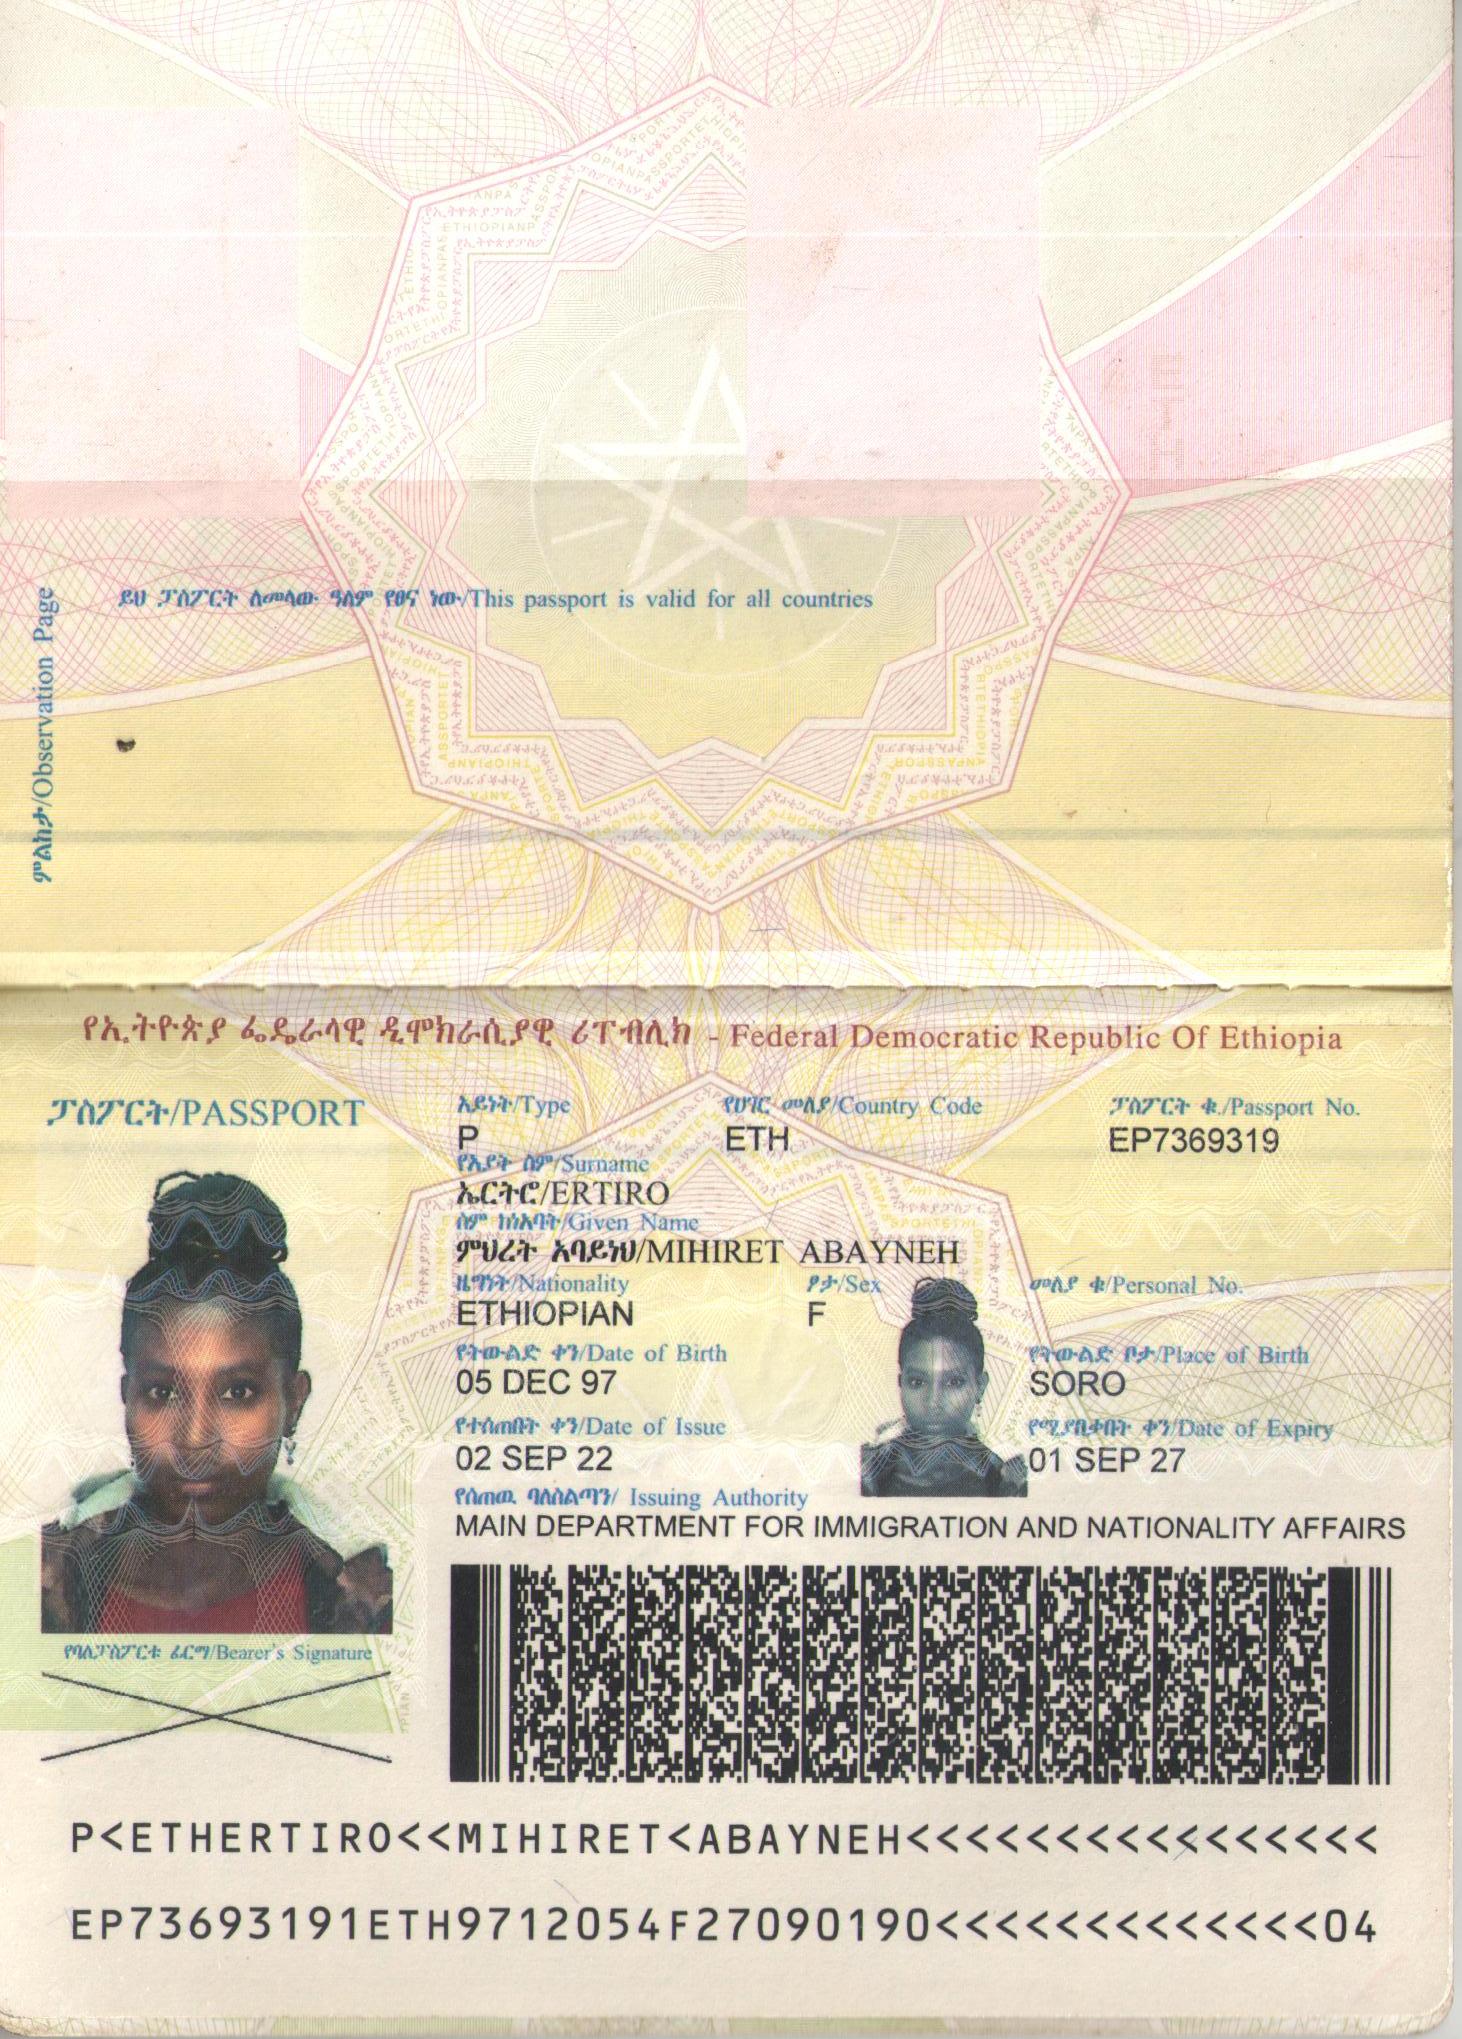 ይህ ፓስፖርት ለመላው ዓለም የፀና ነው/This passport is valid for all countries
ምልከታ/Observation Page
የኢትዮጵያ ፌዴራላዊ ዲሞክራሲያዊ ሪፐብሊክ - Federal Democratic Republic Of Ethiopia
ፓስፖርት/PASSPORT
አይነት/Type የሀገር መለያ/Country Code ፓስፖርት ቁ./Passport No.
P ETH EP7369319
የአያት ስም/Surname
ኤርትሮ/ERTIRO
ስም ከነአባት/Given Name
ምህረት አባይነህ/MIHIRET ABAYNEH
ዜግነት/Nationality ፆታ/Sex መለያ ቁ/Personal No.
ETHIOPIAN F
የትውልድ ቀን/Date of Birth የትውልድ ቦታ/Place of Birth
05 DEC 97 SORO
የተሰጠበት ቀን/Date of Issue የሚያበቃበት ቀን/Date of Expiry
02 SEP 22 01 SEP 27
የሰጠዉ ባለስልጣን/ Issuing Authority
MAIN DEPARTMENT FOR IMMIGRATION AND NATIONALITY AFFAIRS
የባለፓስፖርቱ ፊርማ/Bearer's Signature
P<ETHERTIRO<<MIHIRET<ABAYNEH<<<<<<<<<<<<<<<<
EP73693191ETH9712054F27090190<<<<<<<<<<<<<04